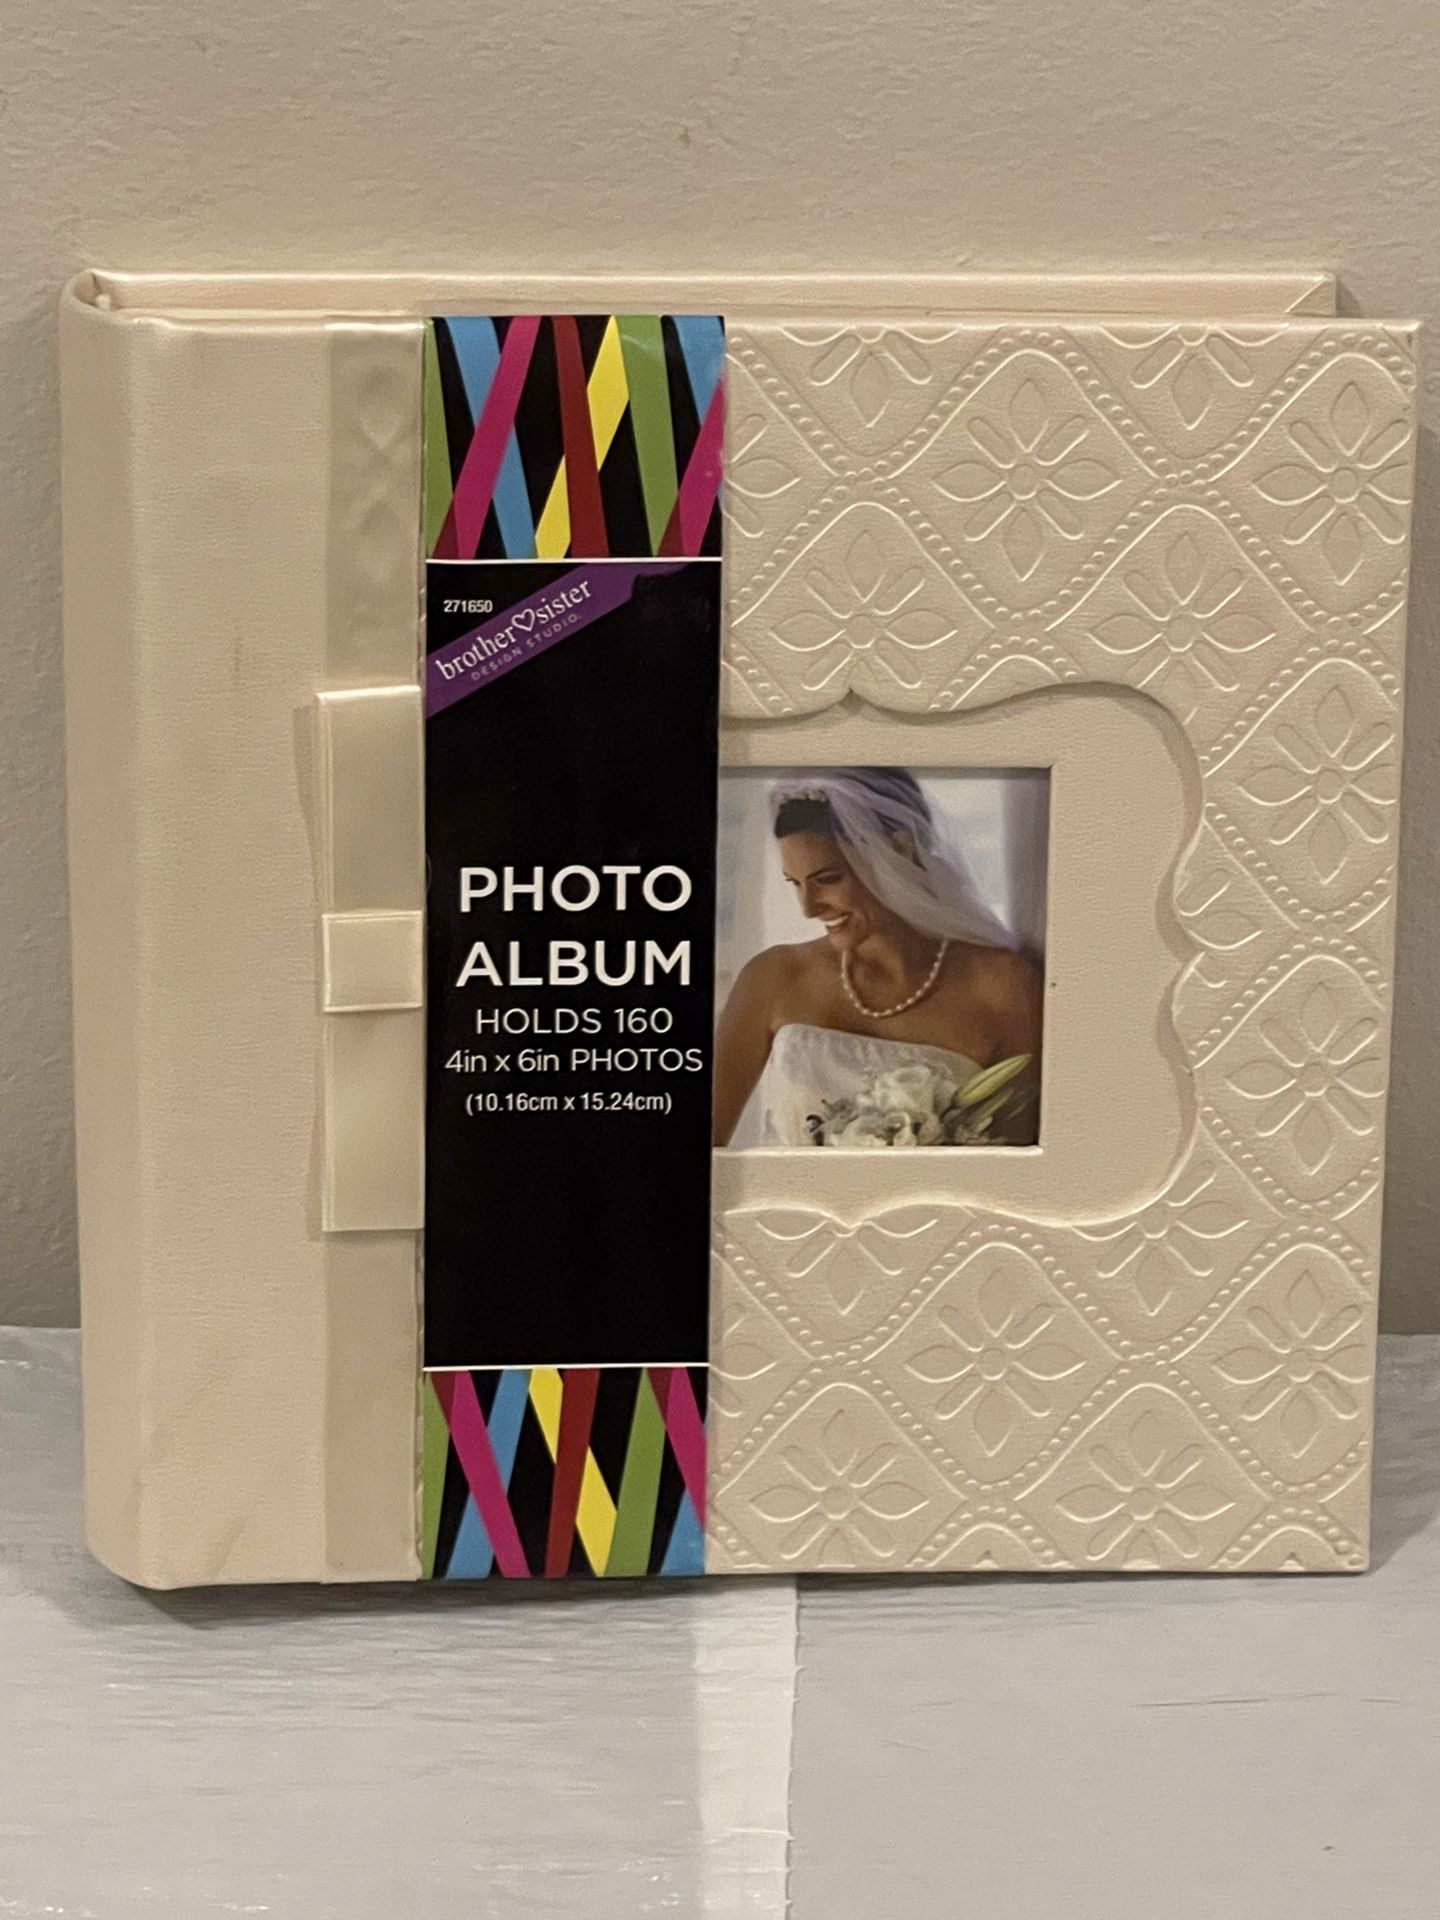 271650
brother♡sister
DESIGN STUDIO
PHOTO
ALBUM
HOLDS 160
4in x 6in PHOTOS
(10.16cm x 15.24cm)